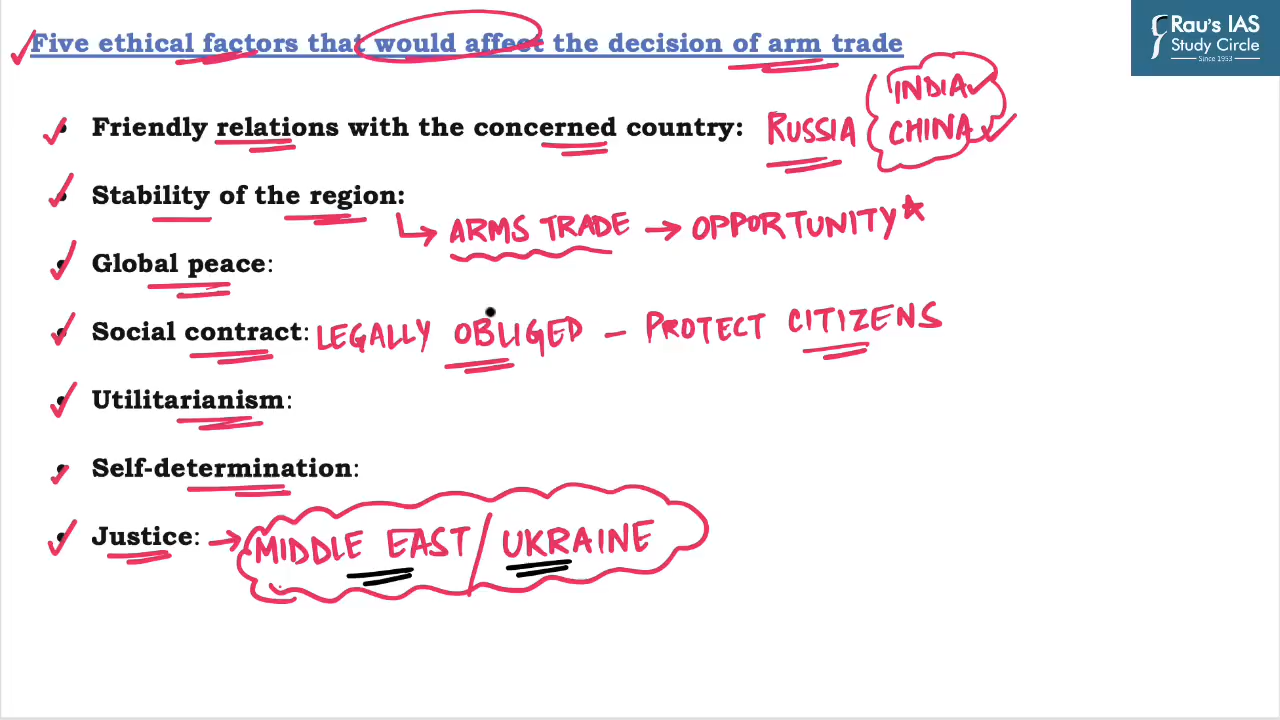 Five ethical factors that would affect the decision of arm trade
Rau's IAS
Study Circle
Since 1953
INDIA
Friendly relations with the concerned country: RUSSIA CHINA
Stability of the region:
ARMS TRADE → OPPORTUNITY
Global peace:
Social contract: LEGALLY OBLIGED – PROTECT CITIZENS
Utilitarianism:
Self-determination:
Justice: → MIDDLE EAST / UKRAINE